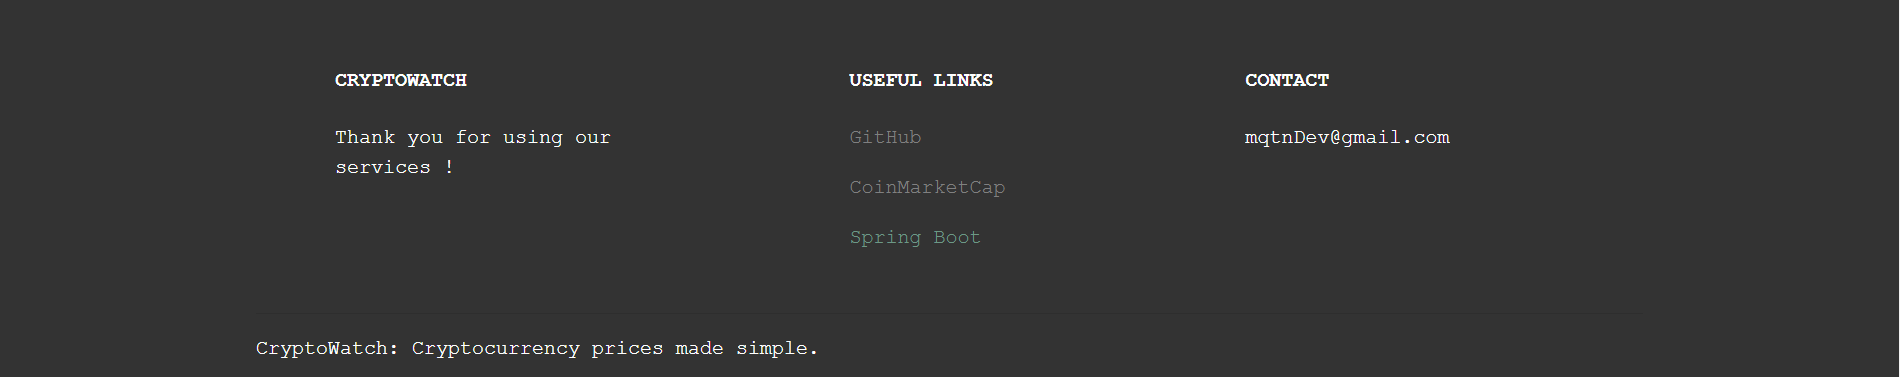 CRYPTOWATCH
Thank you for using our
services !
USEFUL LINKS
GitHub
CoinMarketCap
Spring Boot
CONTACT
mqtnDev@gmail.com
CryptoWatch: Cryptocurrency prices made simple.